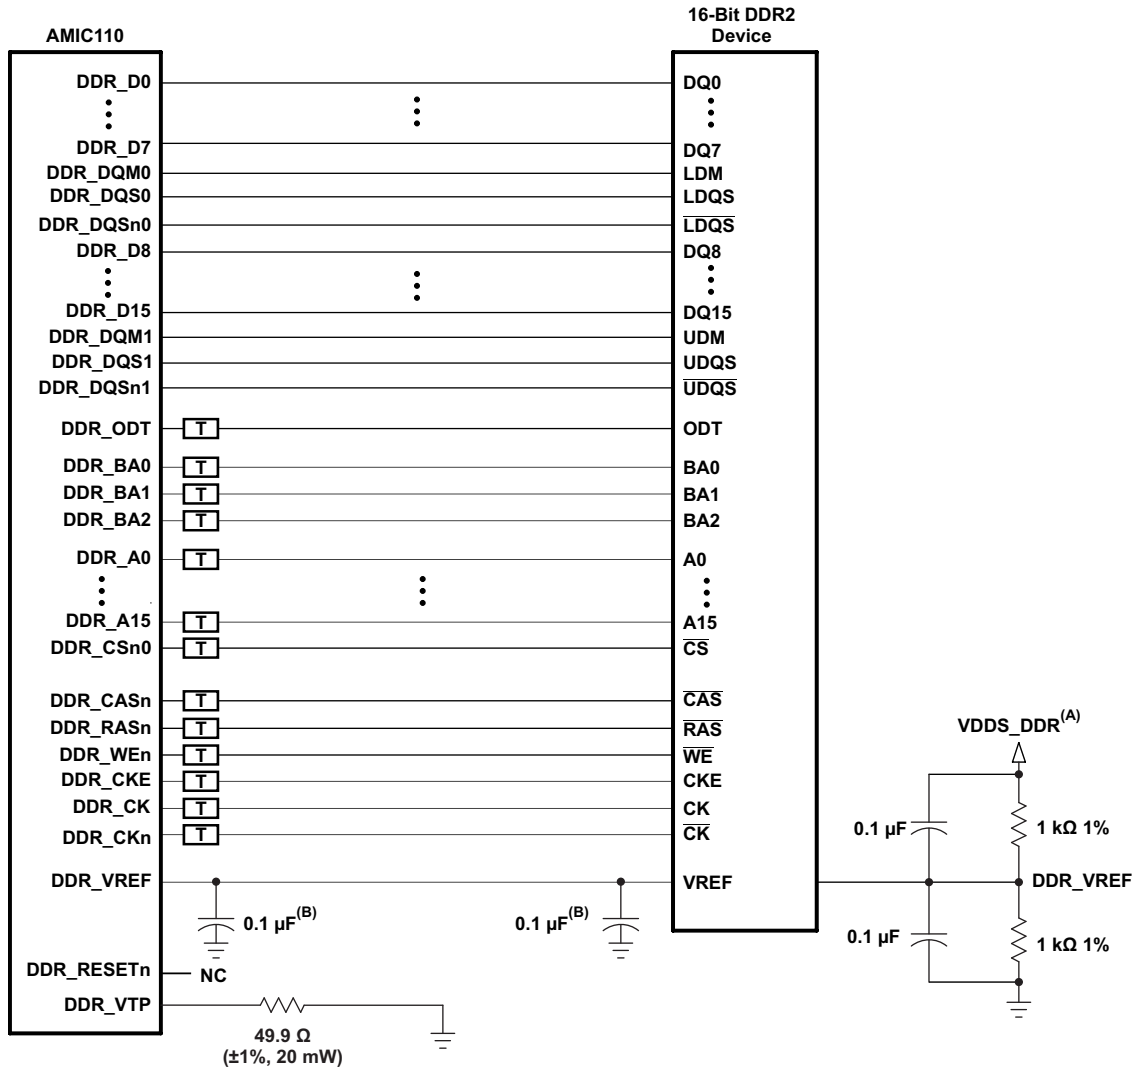 AMIC110
16-Bit DDR2
Device
DDR_D0
DQ0
DDR_D7
DQ7
DDR_DQM0
LDM
DDR_DQS0
LDQS
DDR_DQSn0
LDQS
DDR_D8
DQ8
DDR_D15
DQ15
DDR_DQM1
UDM
DDR_DQS1
UDQS
DDR_DQSn1
UDQS
DDR_ODT T ODT
DDR_BA0 T BA0
DDR_BA1 T BA1
DDR_BA2 T BA2
DDR_A0 T A0
DDR_A15 T A15
DDR_CSn0 T CS
DDR_CASn T CAS
DDR_RASn T RAS
DDR_WEn T WE
DDR_CKE T CKE
DDR_CK T CK
DDR_CKn T CK
DDR_VREF
VREF
0.1 µF(B)
0.1 µF(B)
DDR_RESETn
NC
DDR_VTP
49.9 Ω
(±1%, 20 mW)
VDDS_DDR(A)
0.1 µF
1 kΩ 1%
DDR_VREF
0.1 µF
1 kΩ 1%